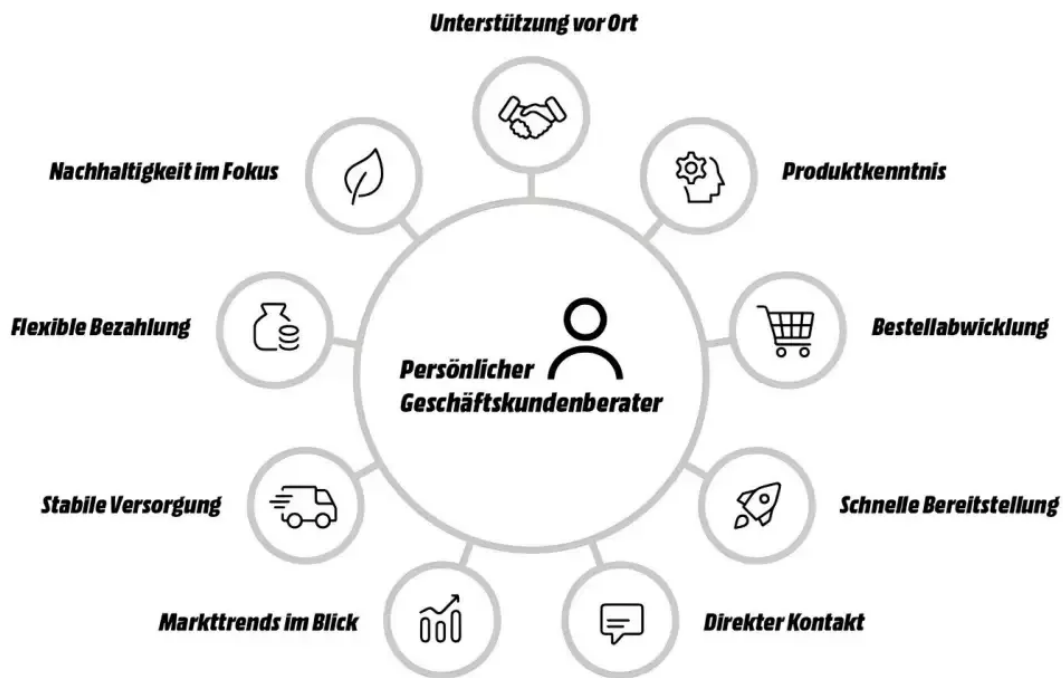 Unterstützung vor Ort
Nachhaltigkeit im Fokus
Produktkenntnis
Flexible Bezahlung
Bestellabwicklung
Persönlicher
Geschäftskundenberater
Stabile Versorgung
Schnelle Bereitstellung
Markttrends im Blick
Direkter Kontakt